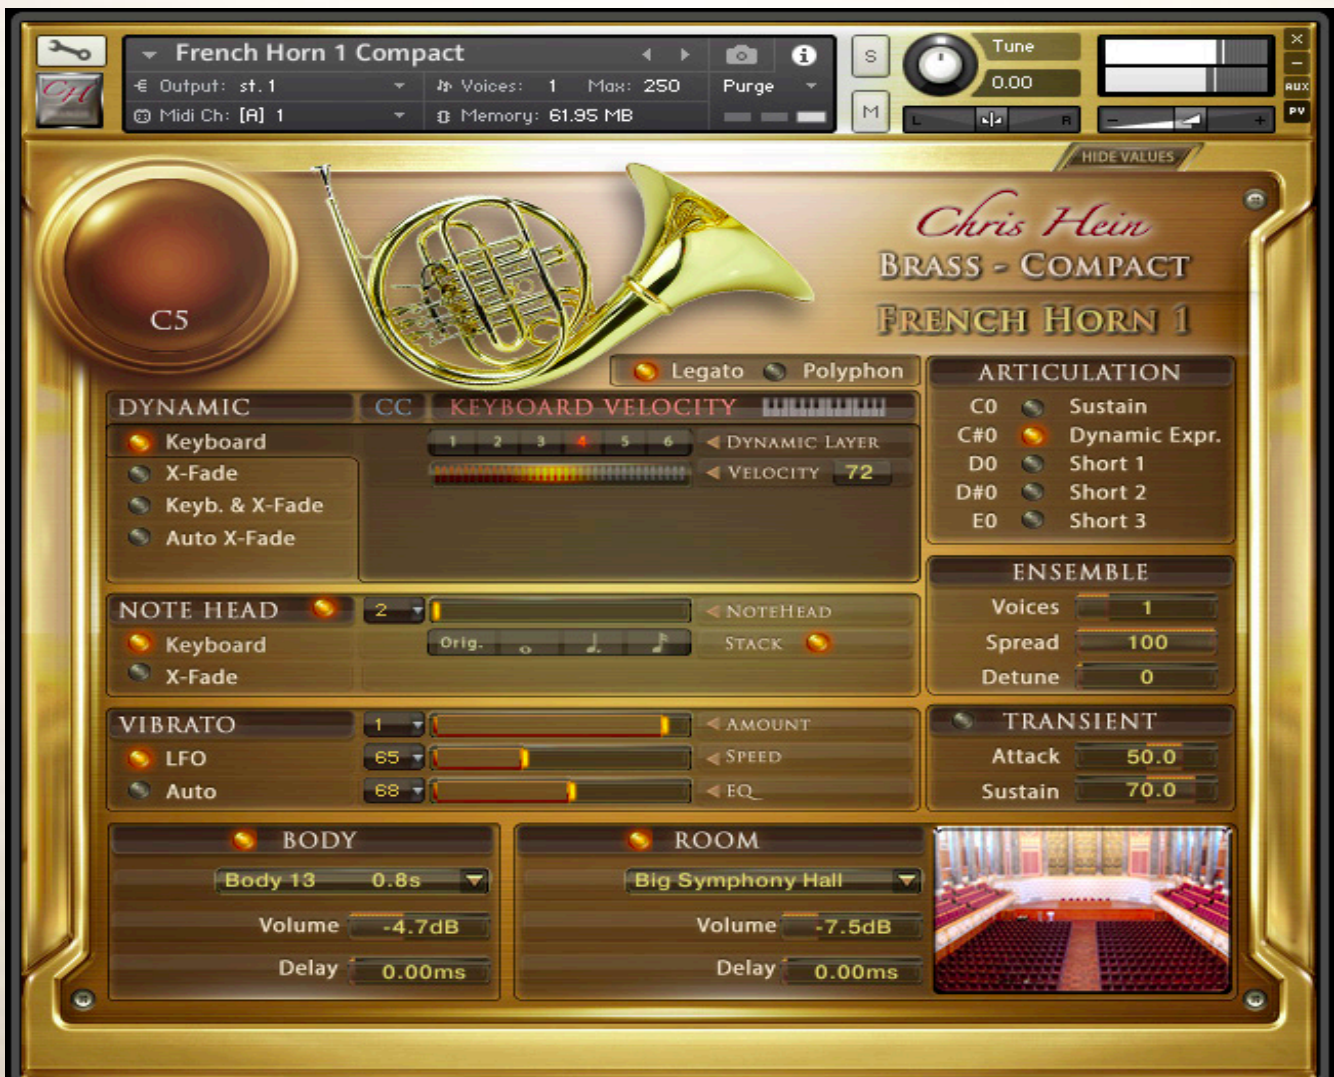 French Horn 1 Compact
i
S
Tune
×
−
Output: st.1
Voices: 1 Max: 250
Purge
0.00
AUX
CH
Midi Ch: [A] 1
Memory: 61.95 MB
M
L
R
−
+
PV
HIDE VALUES
Chris Hein
BRASS - COMPACT
C5
FRENCH HORN 1
Legato
Polyphon
ARTICULATION
DYNAMIC
CC
KEYBOARD VELOCITY
C0 Sustain
Keyboard
1 2 3 4 5 6
DYNAMIC LAYER
C#0 Dynamic Expr.
X-Fade
VELOCITY 72
D0 Short 1
Keyb. & X-Fade
D#0 Short 2
Auto X-Fade
E0 Short 3
ENSEMBLE
NOTE HEAD
2
NOTEHEAD
Voices 1
Keyboard
Orig.
STACK
Spread 100
X-Fade
Detune 0
VIBRATO
1
AMOUNT
TRANSIENT
LFO
65
SPEED
Attack 50.0
Auto
68
EQ
Sustain 70.0
BODY
ROOM
Body 13 0.8s
Big Symphony Hall
Volume -4.7dB
Volume -7.5dB
Delay 0.00ms
Delay 0.00ms